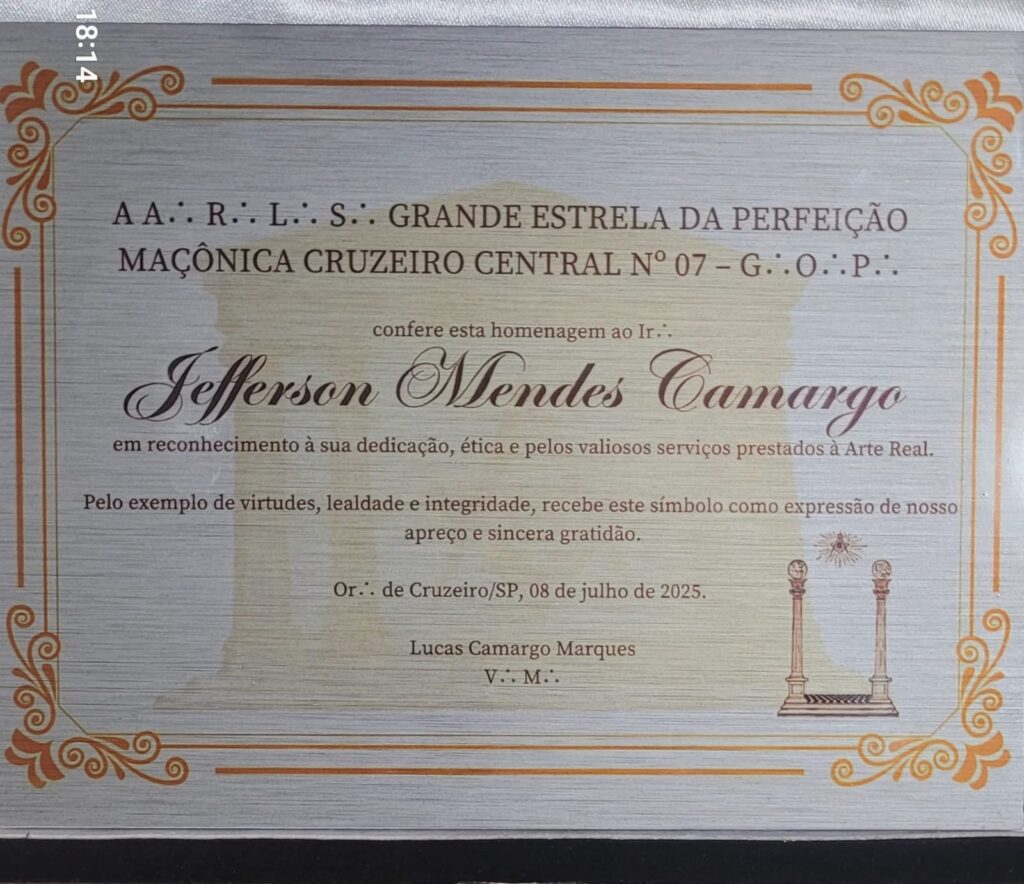 18:14
A A∴ R∴ L∴ S∴ GRANDE ESTRELA DA PERFEIÇÃO
MAÇÔNICA CRUZEIRO CENTRAL Nº 07 – G∴O∴P∴
confere esta homenagem ao Ir∴
Jefferson Mendes Camargo
em reconhecimento à sua dedicação, ética e pelos valiosos serviços prestados à Arte Real.
Pelo exemplo de virtudes, lealdade e integridade, recebe este símbolo como expressão de nosso
apreço e sincera gratidão.
Or∴ de Cruzeiro/SP, 08 de julho de 2025.
Lucas Camargo Marques
V∴ M∴